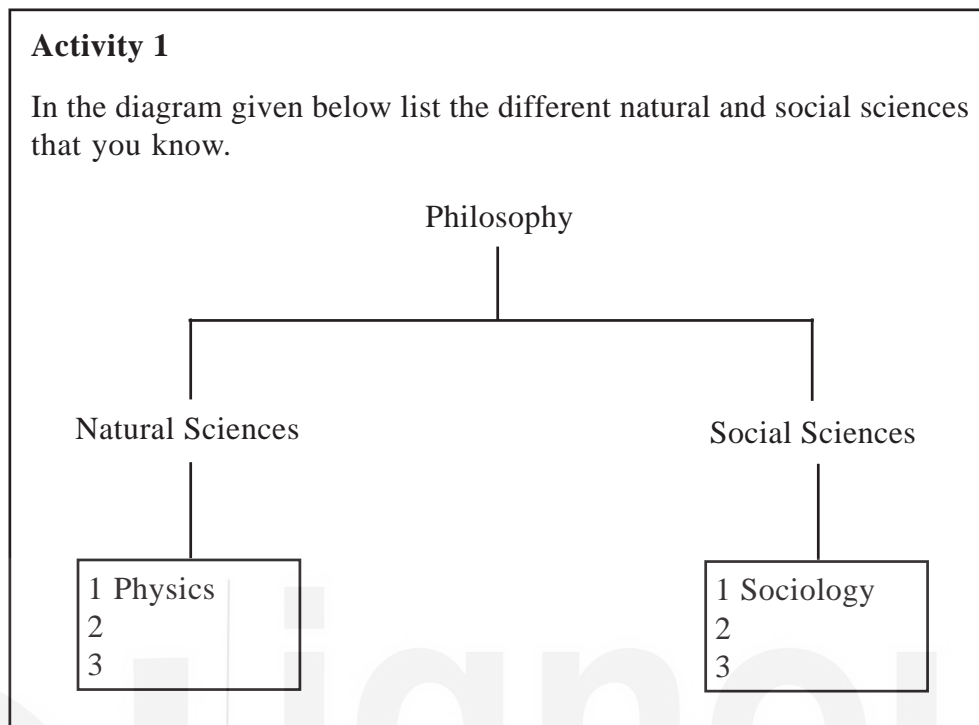 Activity 1
In the diagram given below list the different natural and social sciences
that you know.
Philosophy
Natural Sciences
Social Sciences
1 Physics
2
3
1 Sociology
2
3
ignou